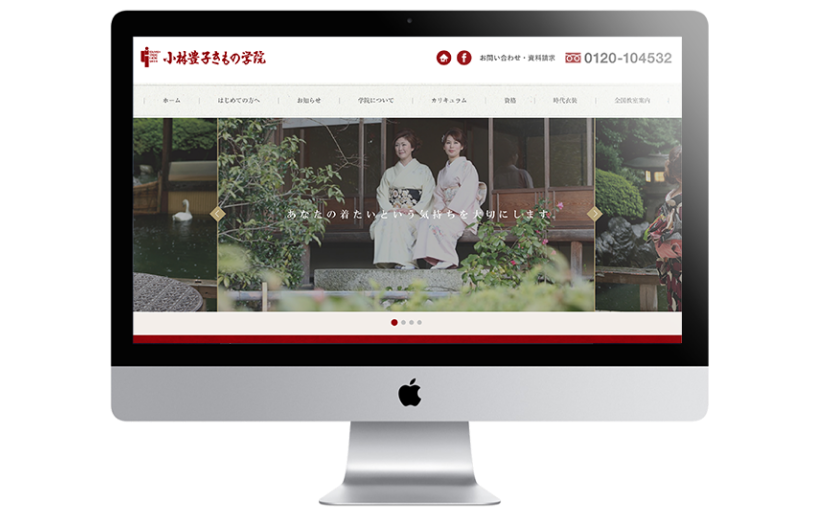 小林豊子きもの学院
お問い合わせ・資料請求
0120-104532
ホーム
はじめての方へ
お知らせ
学院について
カリキュラム
資格
時代衣装
全国教室案内
あなたの着たいという気持ちを大切にします。